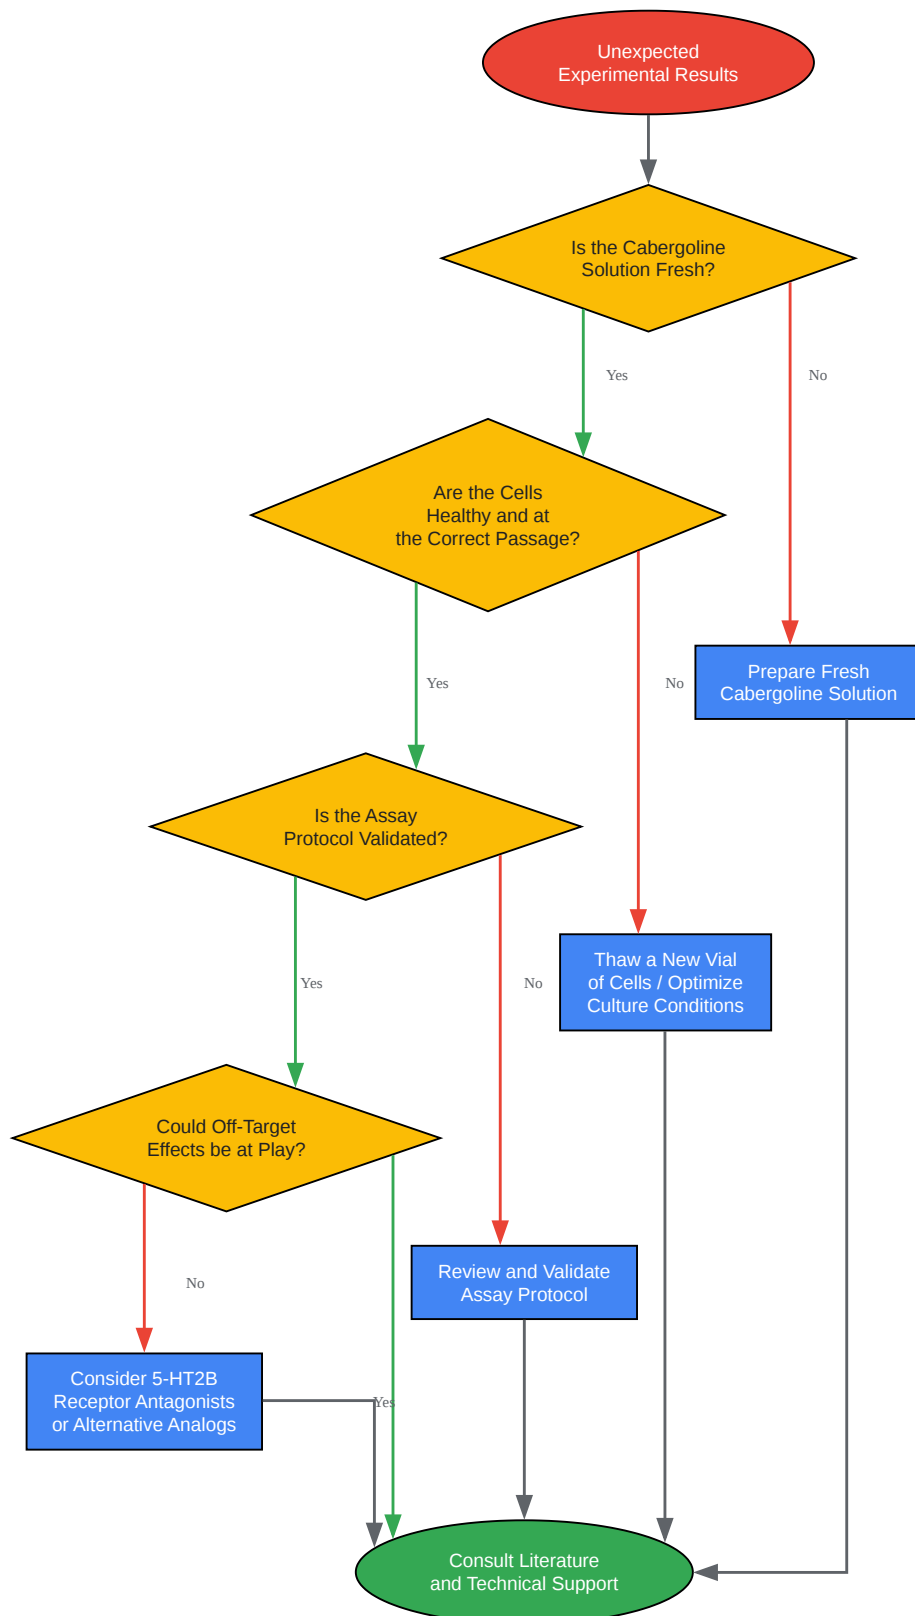 Unexpected
Experimental Results
Is the Cabergoline
Solution Fresh?
Yes
No
Are the Cells
Healthy and at
the Correct Passage?
Prepare Fresh
Cabergoline Solution
Yes
No
Is the Assay
Protocol Validated?
Thaw a New Vial
of Cells / Optimize
Culture Conditions
Yes
No
Could Off-Target
Effects be at Play?
Review and Validate
Assay Protocol
No
Consider 5-HT2B
Receptor Antagonists
or Alternative Analogs
Yes
Consult Literature
and Technical Support